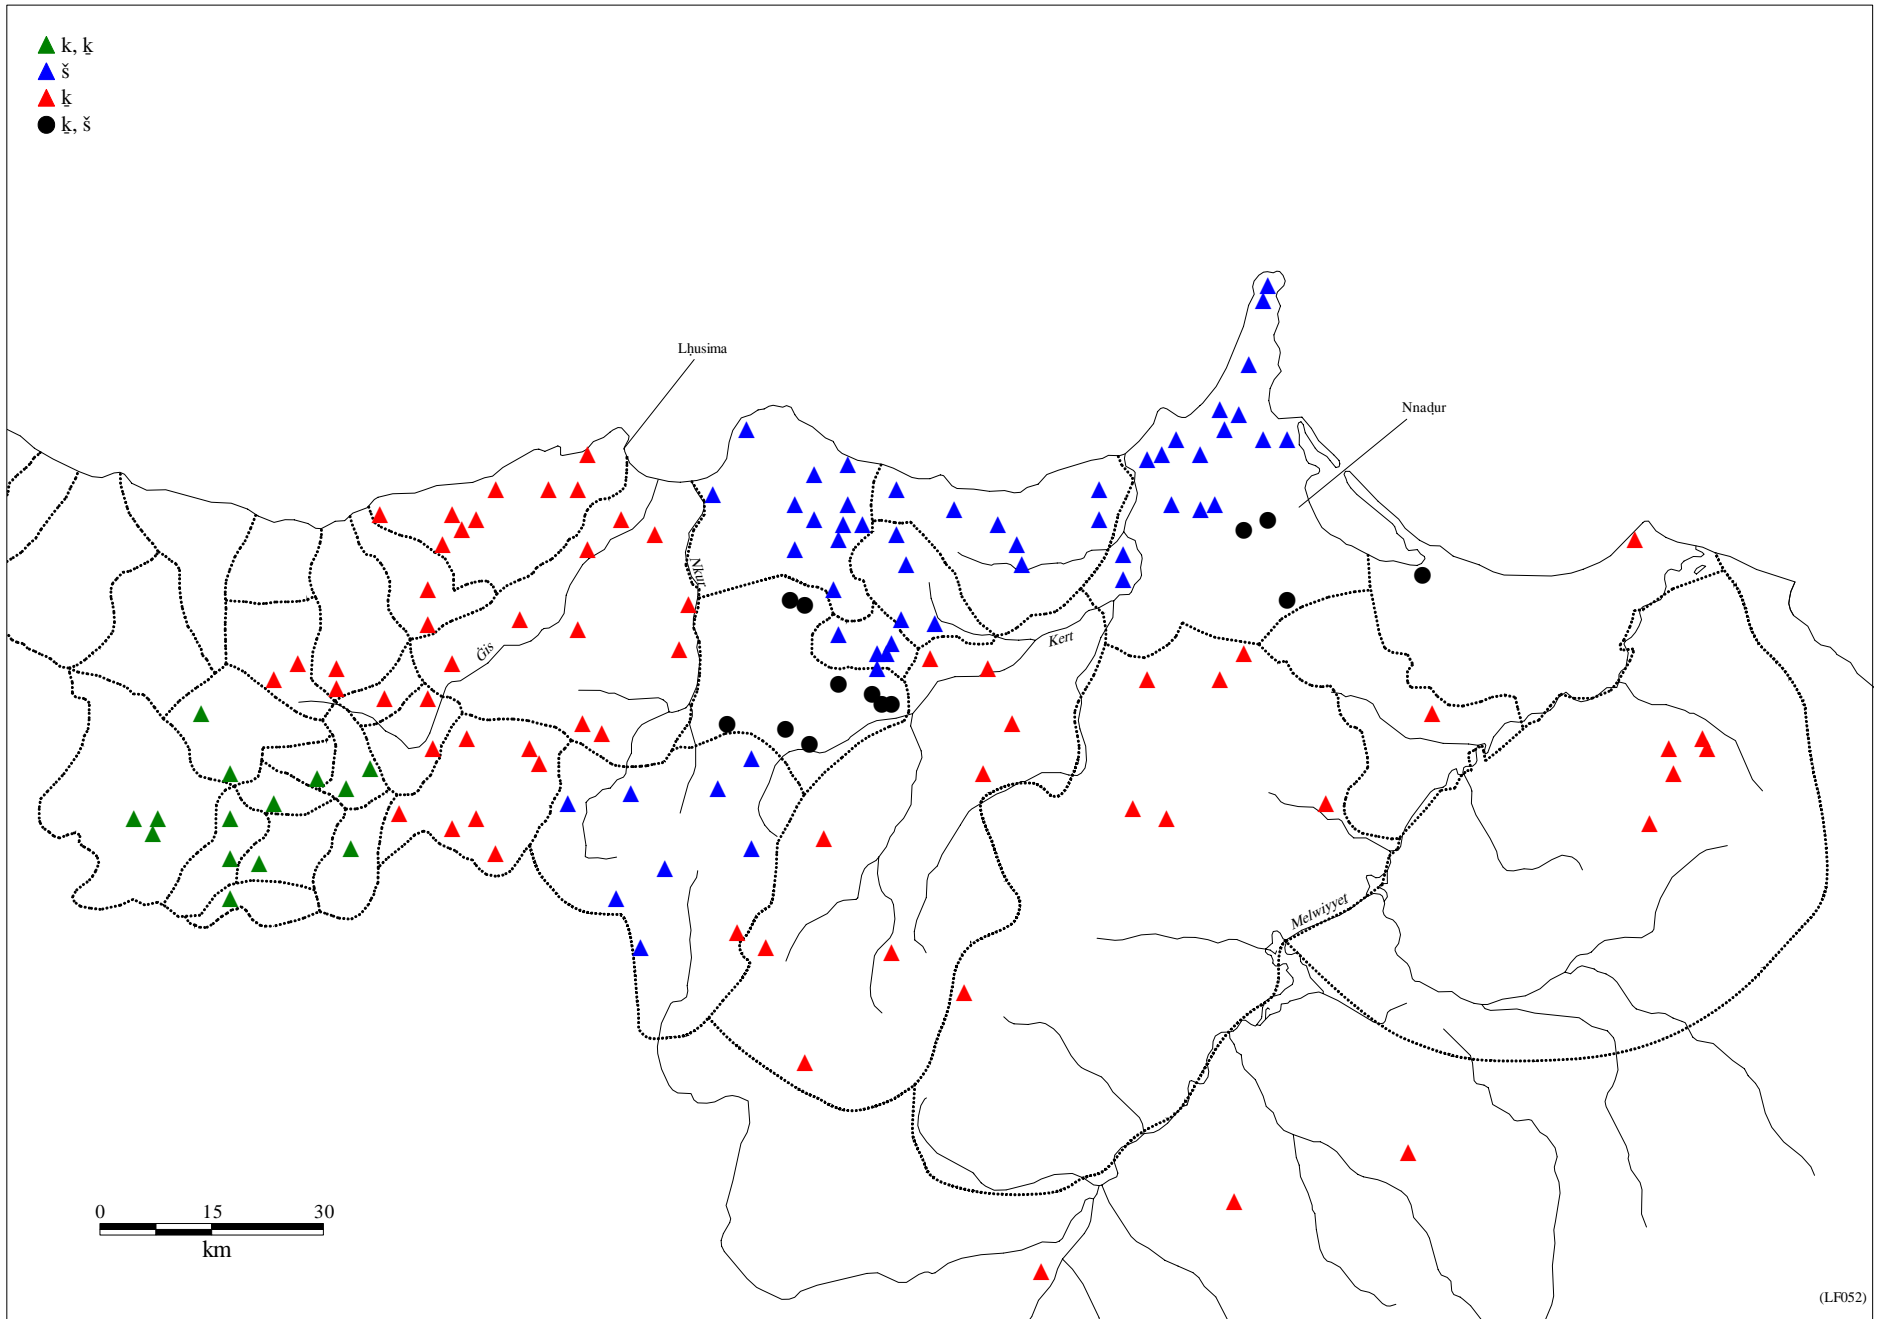 k, ḵ
š
ḵ
ḵ, š
Lḥusima
Nnaḍur
Nkur
Ġis
Kert
Melwiyyet
0 15 30
km
(LF052)